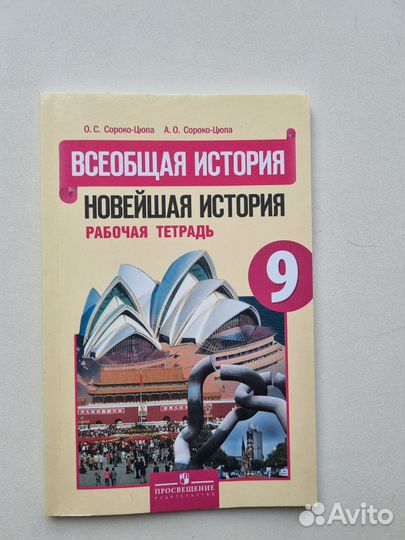 О. С. Сороко-Цюпа А. О. Сороко-Цюпа
ВСЕОБЩАЯ ИСТОРИЯ
НОВЕЙШАЯ ИСТОРИЯ
РАБОЧАЯ ТЕТРАДЬ
9
ПРОСВЕЩЕНИЕ
ИЗДАТЕЛЬСТВО
Avito